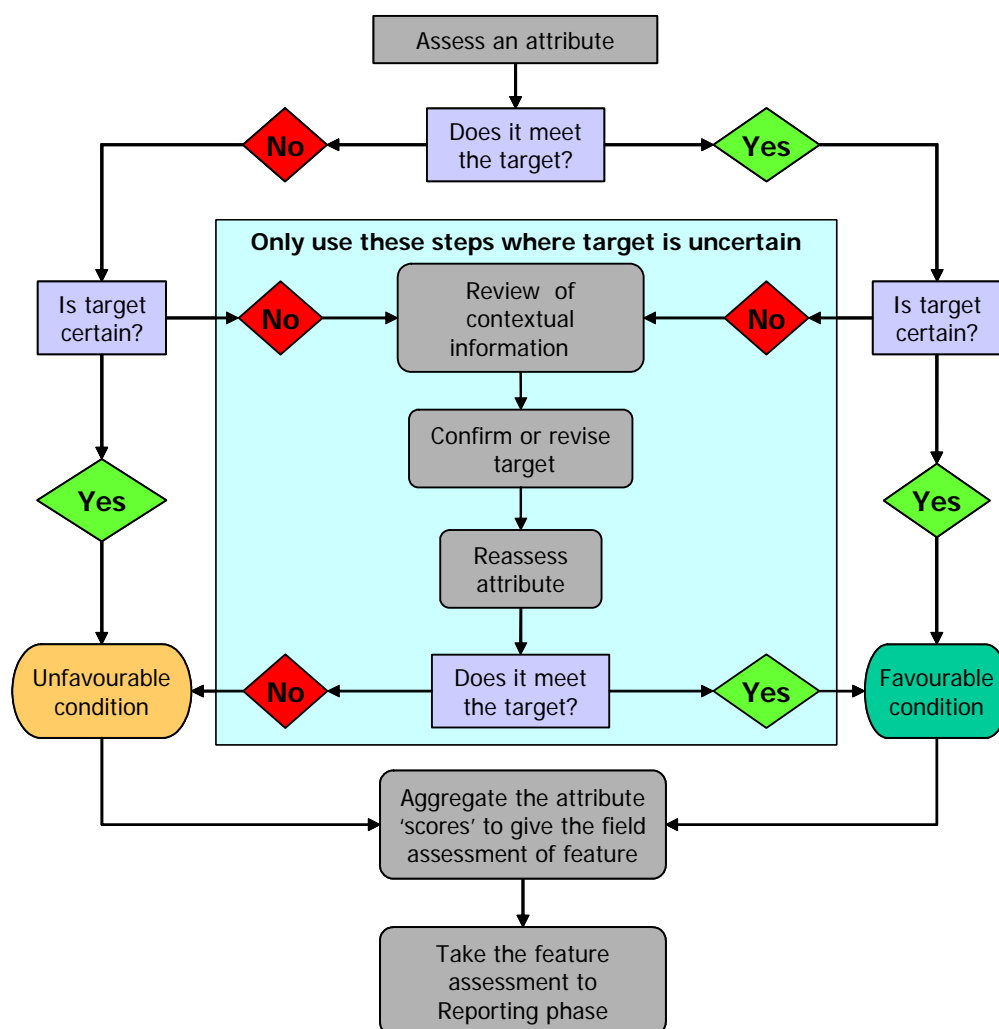 Assess an attribute
No
Does it meet
the target?
Yes
Only use these steps where target is uncertain
Is target
certain?
No
Review of
contextual
information
No
Is target
certain?
Confirm or revise
target
Yes
Yes
Reassess
attribute
Unfavourable
condition
No
Does it meet
the target?
Yes
Favourable
condition
Aggregate the attribute
‘scores’ to give the field
assessment of feature
Take the feature
assessment to
Reporting phase